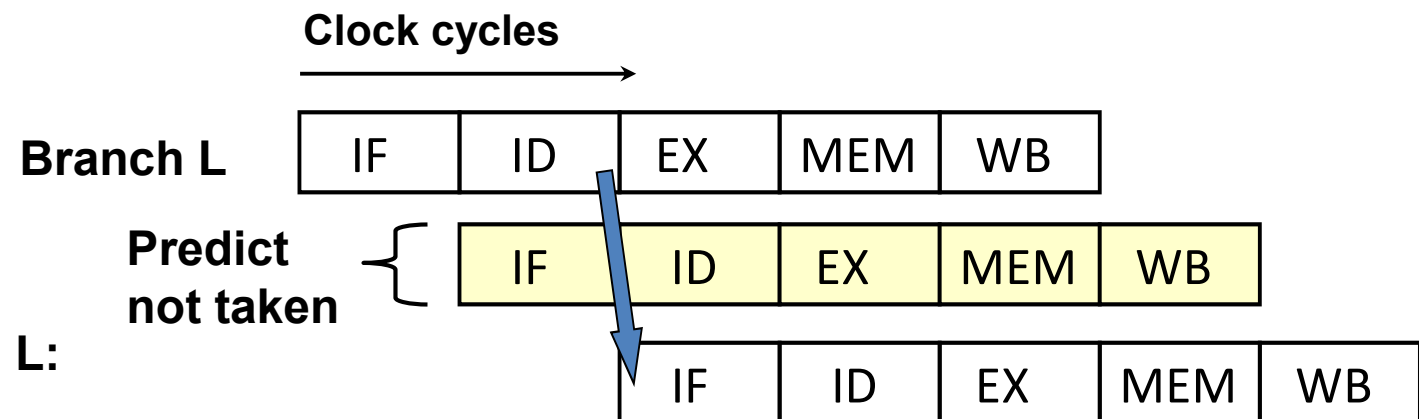 Clock cycles
Branch L IF ID EX MEM WB
Predict
not taken
IF ID EX MEM WB
L:
IF ID EX MEM WB